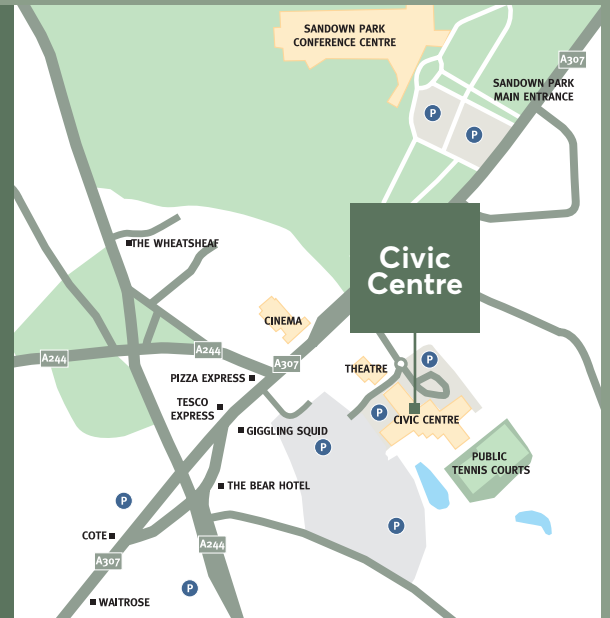 SANDOWN PARK
CONFERENCE CENTRE
A307
SANDOWN PARK
MAIN ENTRANCE
P
P
THE WHEATSHEAF
Civic
Centre
CINEMA
A244
A244
A307
THEATRE
P
PIZZA EXPRESS
TESCO
EXPRESS
P
CIVIC CENTRE
GIGGLING SQUID
P
PUBLIC
TENNIS COURTS
THE BEAR HOTEL
P
P
COTE
A244
A307
P
WAITROSE